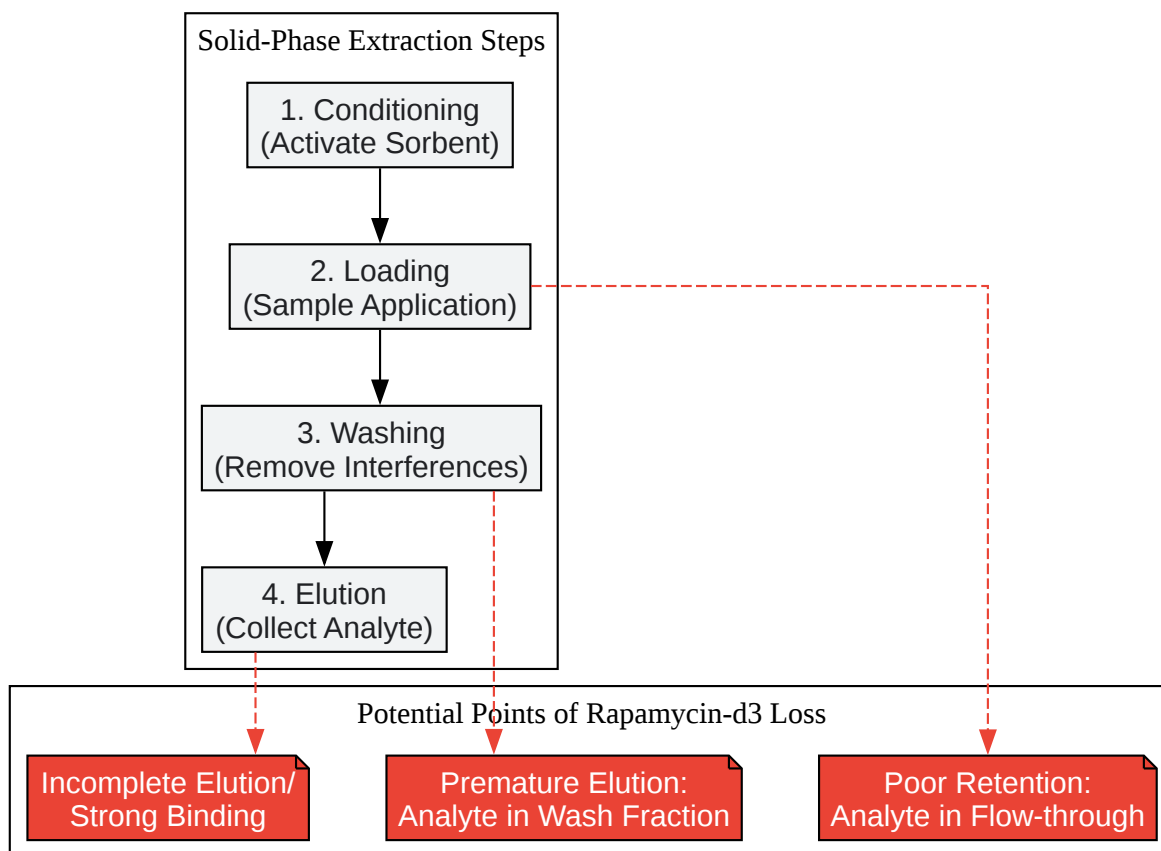 Solid-Phase Extraction Steps
1. Conditioning
(Activate Sorbent)
2. Loading
(Sample Application)
3. Washing
(Remove Interferences)
4. Elution
(Collect Analyte)
Potential Points of Rapamycin-d3 Loss
Incomplete Elution/
Strong Binding
Premature Elution:
Analyte in Wash Fraction
Poor Retention:
Analyte in Flow-through